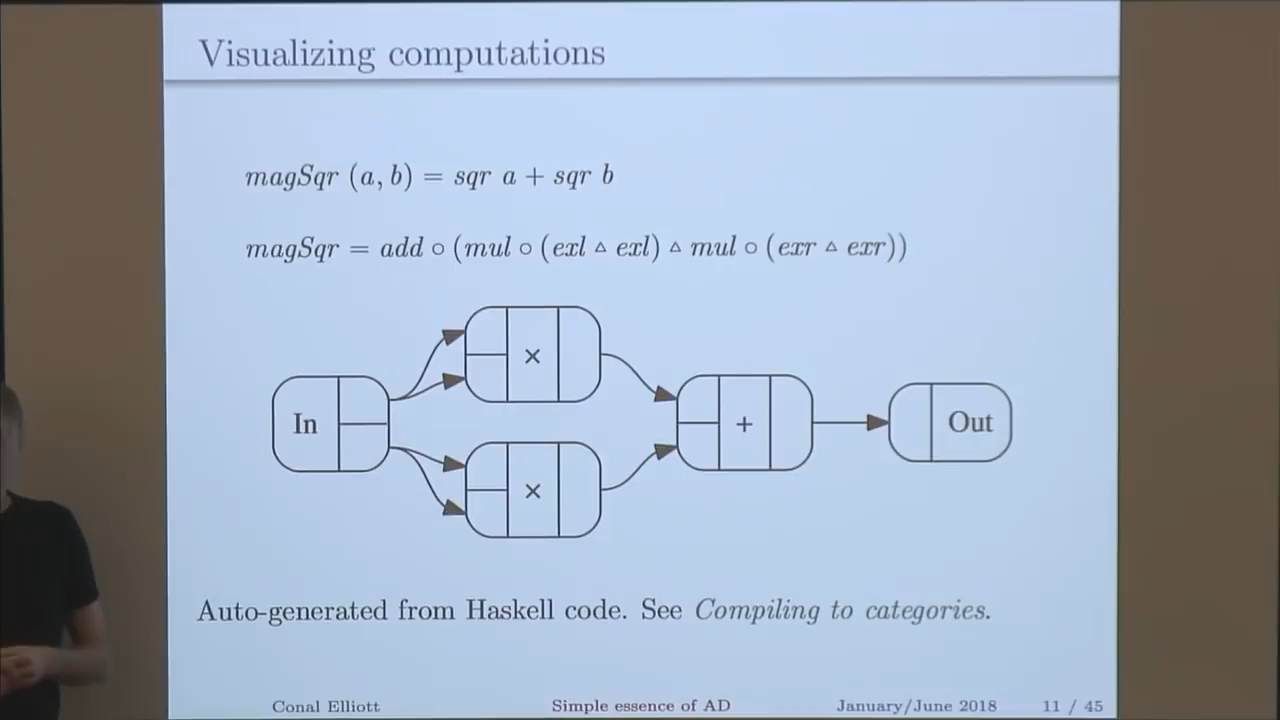 Visualizing computations
magSqr (a, b) = sqr a + sqr b
magSqr = add ∘ (mul ∘ (exl ▵ exl) ▵ mul ∘ (exr ▵ exr))
×
In
+
Out
×
Auto-generated from Haskell code. See Compiling to categories.
Conal Elliott Simple essence of AD January/June 2018 11 / 45